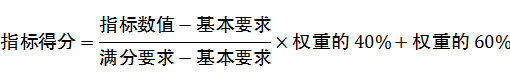 指标得分 = (指标数值 − 基本要求) / (满分要求 − 基本要求) × 权重的 40% + 权重的 60%